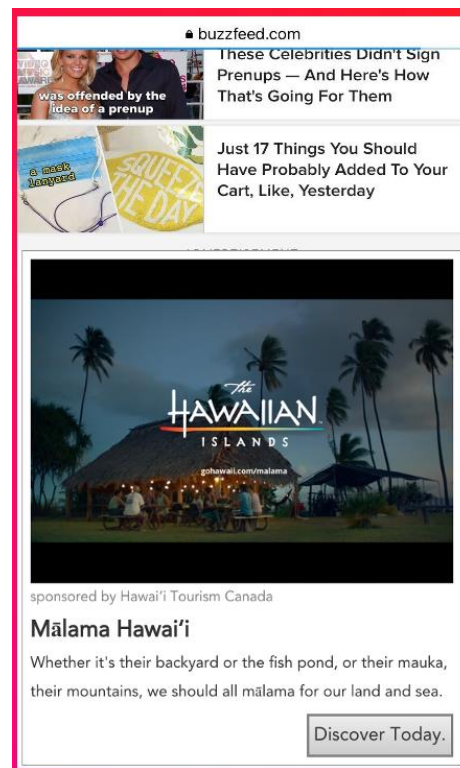 buzzfeed.com
These Celebrities Didn't Sign
Prenups — And Here's How
That's Going For Them
was offended by the
idea of a prenup
Just 17 Things You Should
Have Probably Added To Your
Cart, Like, Yesterday
a mask
lanyard
SQUEEZE
THE DAY
ADVERTISEMENT
The
HAWAIIAN
ISLANDS
gohawaii.com/malama
sponsored by Hawai'i Tourism Canada
Mālama Hawai'i
Whether it's their backyard or the fish pond, or their mauka,
their mountains, we should all mālama for our land and sea.
Discover Today.